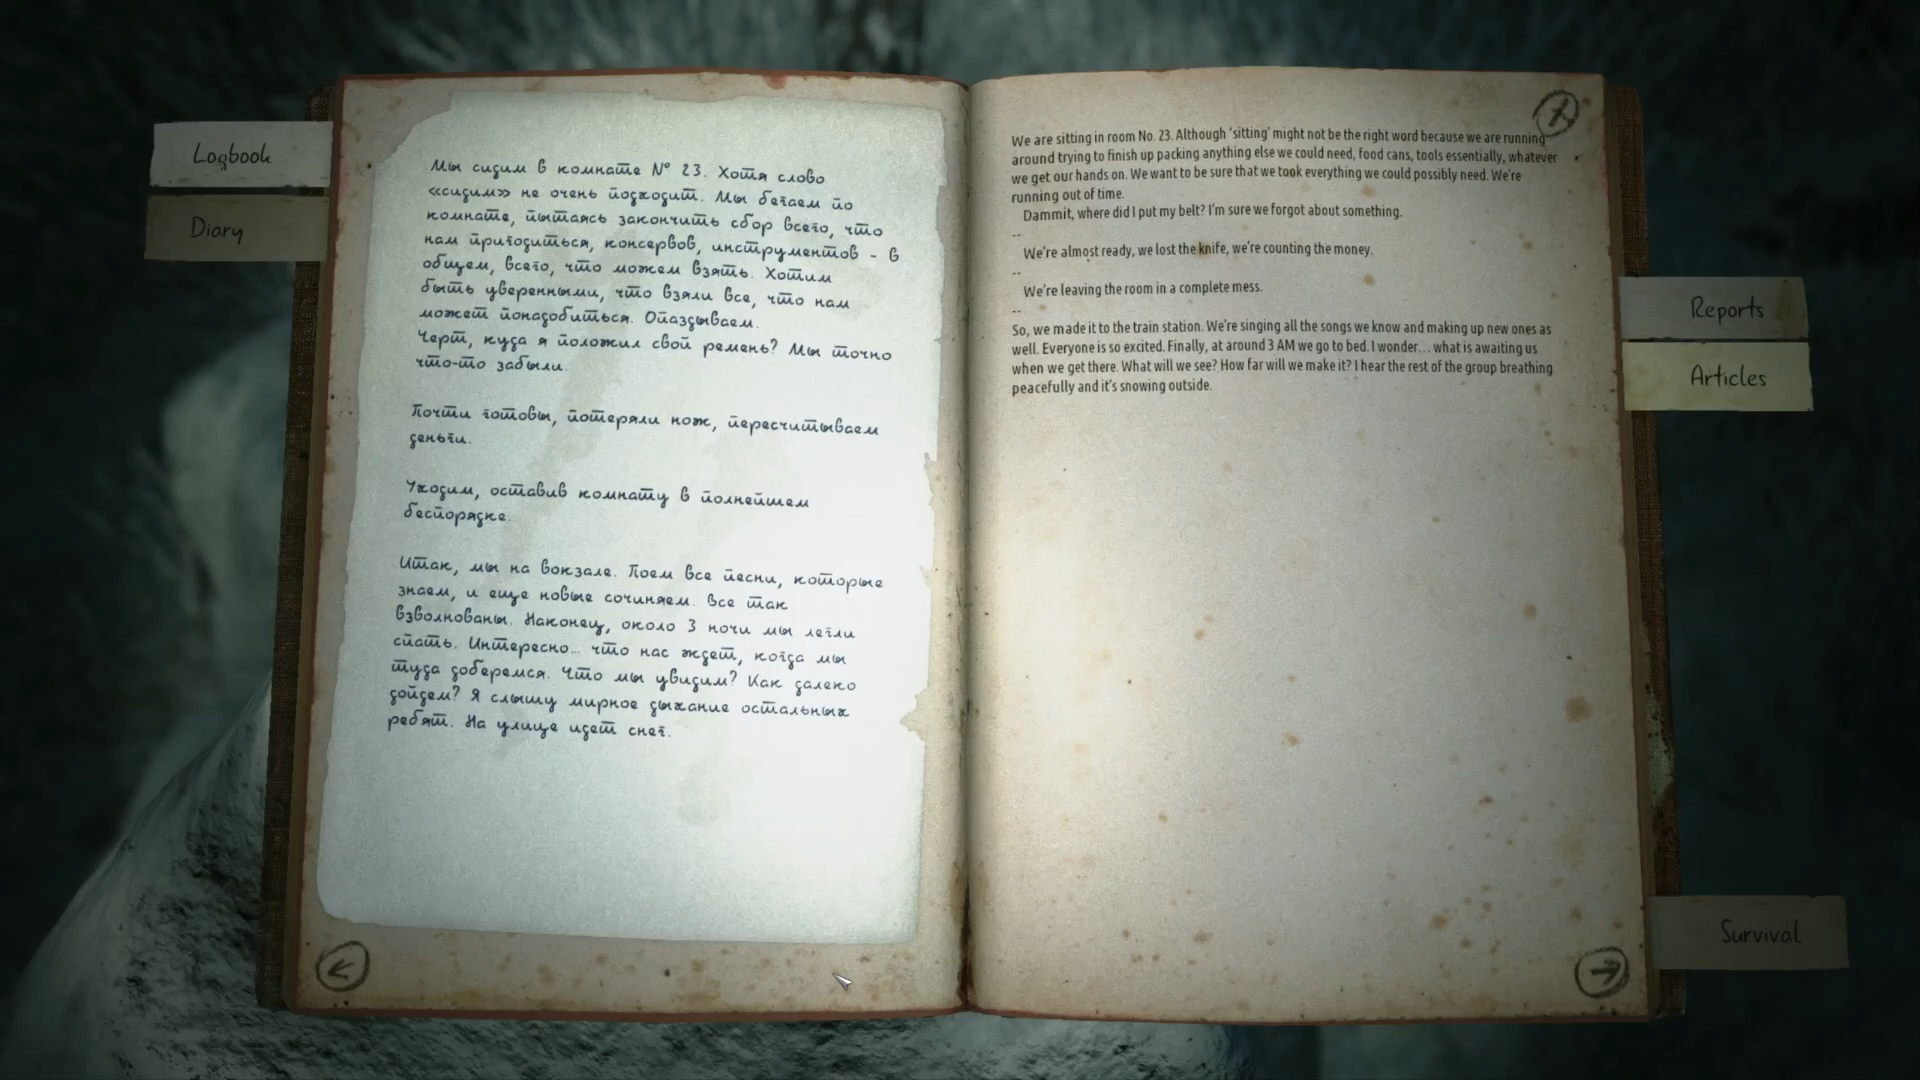 Logbook
Diary
Мы сидим в комнате № 23. Хотя слово
«сидим» не очень подходит. Мы бегаем по
комнате, пытаясь закончить сбор всего, что
нам пригодиться, консервов, инструментов - в
общем, всего, что можем взять. Хотим
быть уверенными, что взяли все, что нам
может понадобиться. Опаздываем.
Черт, куда я положил свой ремень? Мы точно
что-то забыли.
Почти готовы, потеряли нож, пересчитываем
деньги.
Уходим, оставив комнату в полнейшем
беспорядке.
Итак, мы на вокзале. Поем все песни, которые
знаем, и еще новые сочиняем. Все так
взволнованы. Наконец, около 3 ночи мы легли
спать. Интересно... что нас ждет, когда мы
туда доберемся. Что мы увидим? Как далеко
дойдем? Я слышу мирное дыхание остальных
ребят. На улице идет снег.
We are sitting in room No. 23. Although 'sitting' might not be the right word because we are running
around trying to finish up packing anything else we could need, food cans, tools essentially, whatever
we get our hands on. We want to be sure that we took everything we could possibly need. We're
running out of time.
Dammit, where did I put my belt? I'm sure we forgot about something.
--
We're almost ready, we lost the knife, we're counting the money.
--
We're leaving the room in a complete mess.
--
So, we made it to the train station. We're singing all the songs we know and making up new ones as
well. Everyone is so excited. Finally, at around 3 AM we go to bed. I wonder... what is awaiting us
when we get there. What will we see? How far will we make it? I hear the rest of the group breathing
peacefully and it's snowing outside.
Reports
Articles
Survival